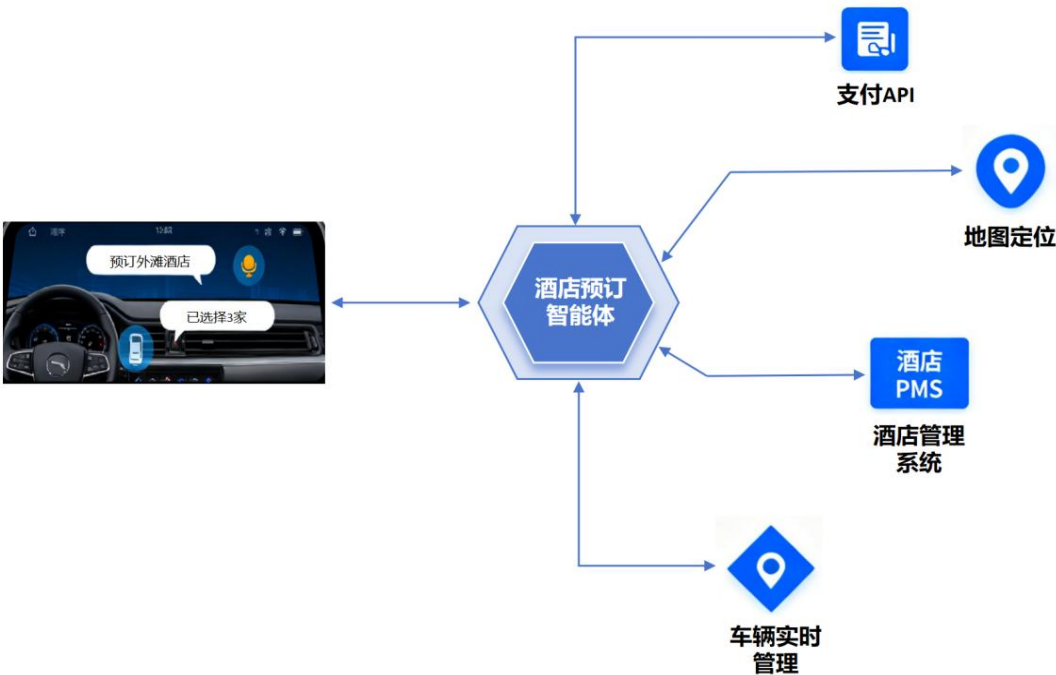 支付API
地图定位
预订外滩酒店
已选择3家
酒店预订
智能体
酒店
PMS
酒店管理
系统
车辆实时
管理